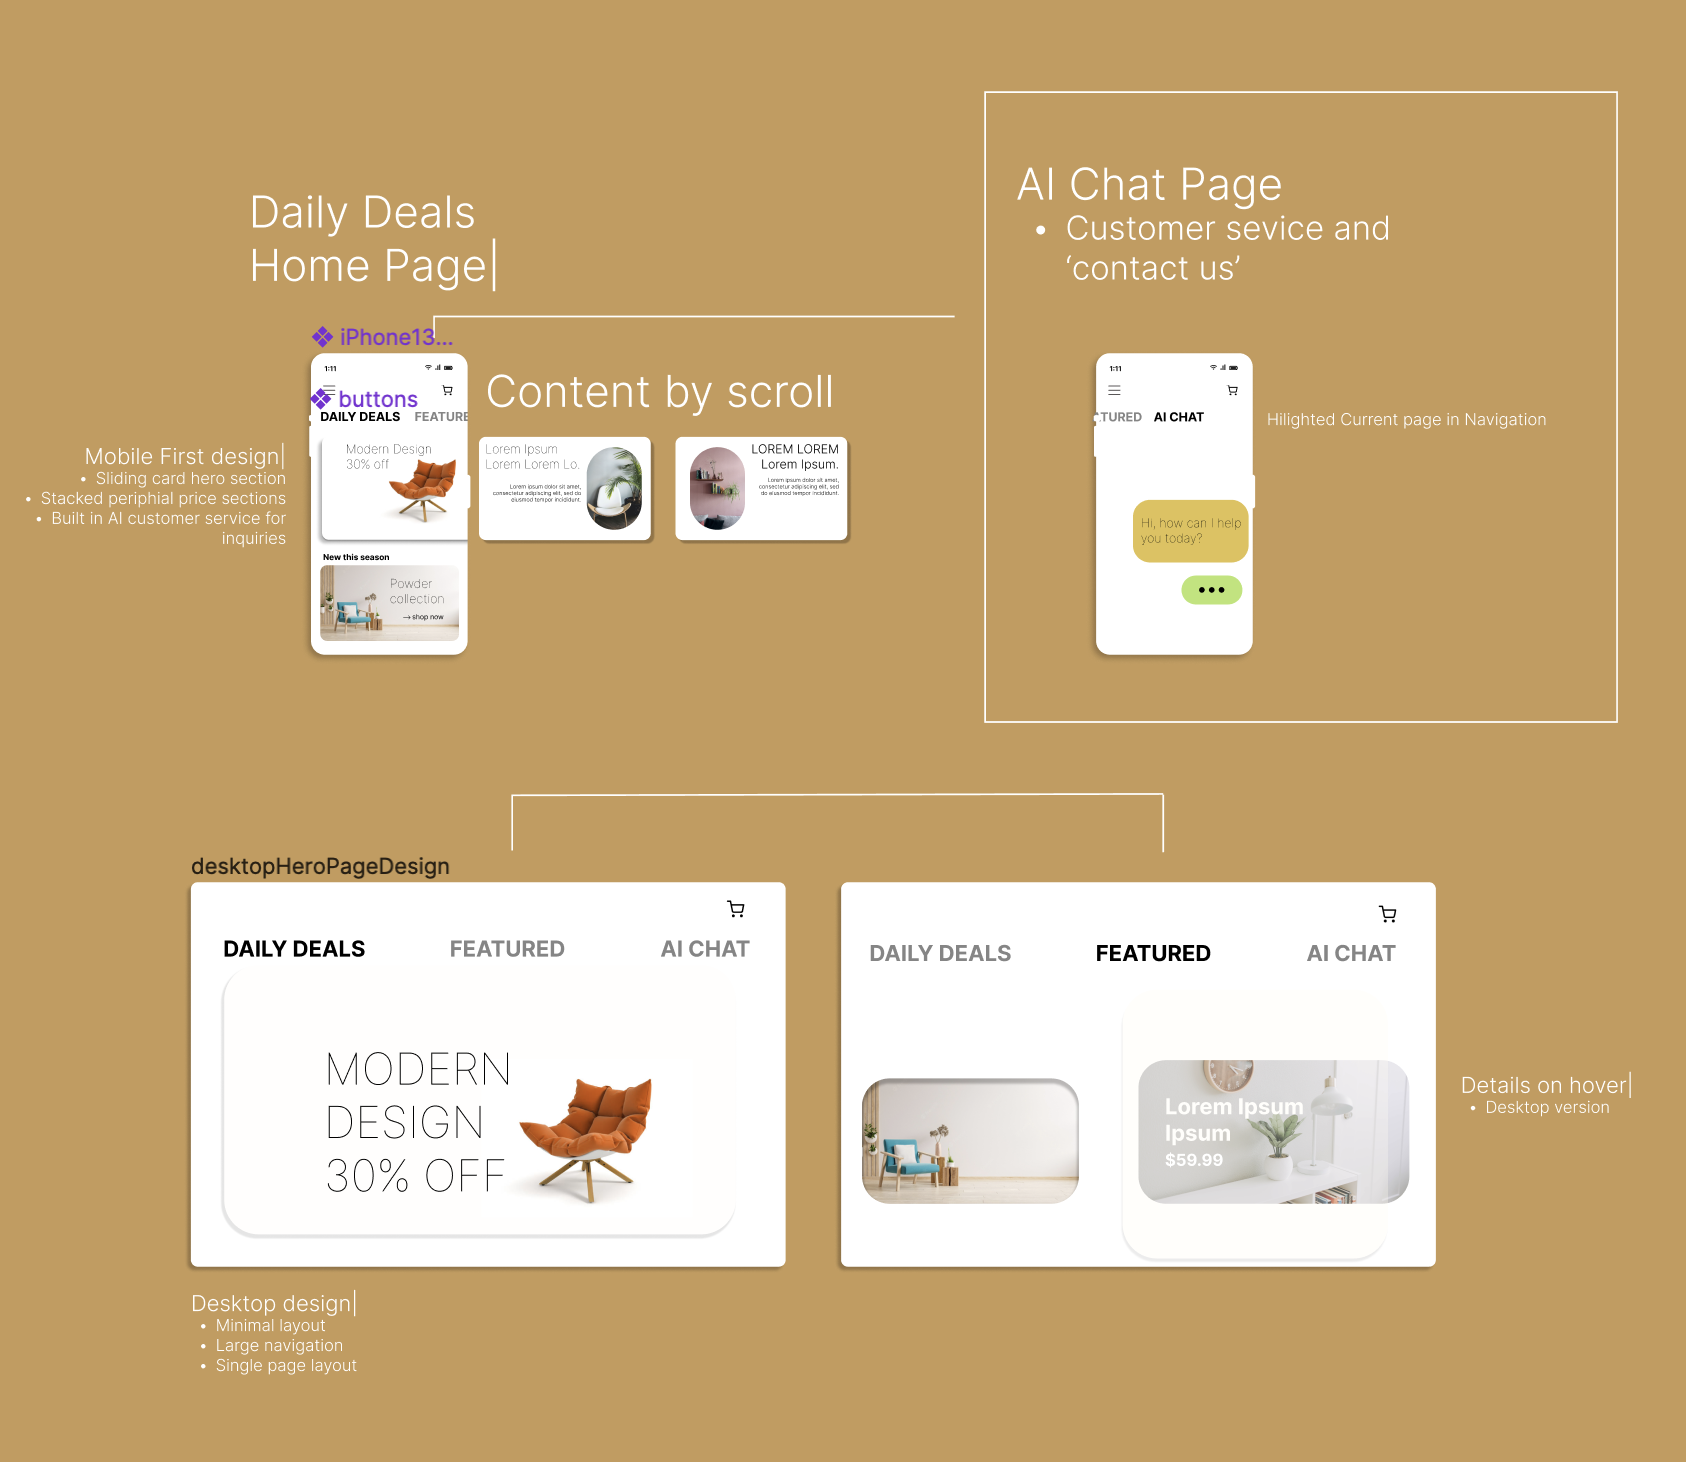 Daily Deals
Home Page|
iPhone13...
1:11
buttons
DAILY DEALS FEATURE
Modern Design
30% off
New this season
Powder
collection
→ shop now
Mobile First design|
• Sliding card hero section
• Stacked periphial price sections
• Built in AI customer service for
inquiries
Content by scroll
Lorem Ipsum
Lorem Lorem Lo.
Lorem ipsum dolor sit amet,
consectetur adipiscing elit, sed do
eiusmod tempor incididunt.
LOREM LOREM
Lorem Ipsum.
Lorem ipsum dolor sit amet,
consectetur adipiscing elit, sed
do eiusmod tempor incididunt.
AI Chat Page
• Customer sevice and
‘contact us’
1:11
TURED AI CHAT
Hi, how can I help
you today?
Hilighted Current page in Navigation
desktopHeroPageDesign
DAILY DEALS FEATURED AI CHAT
MODERN
DESIGN
30% OFF
DAILY DEALS FEATURED AI CHAT
Lorem Ipsum
Ipsum
$59.99
Details on hover|
• Desktop version
Desktop design|
• Minimal layout
• Large navigation
• Single page layout